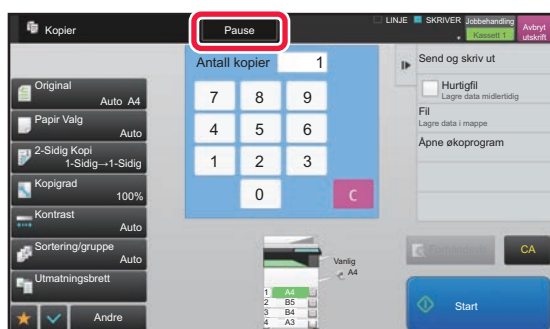 Kopier
Pause
LINJE
SKRIVER
Jobbehandling
Kassett 1
Avbryt
utskrift
Antall kopier
1
7 8 9
4 5 6
1 2 3
0 C
Original
Auto A4
Papir Valg
Auto
2-Sidig Kopi
1-Sidig→1-Sidig
Kopigrad
100%
Kontrast
Auto
Sortering/gruppe
Auto
Utmatningsbrett
Andre
Vanlig
A4
1 A4
2 B5
3 B4
4 A3
Send og skriv ut
Hurtigfil
Lagre data midlertidig
Fil
Lagre data i mappe
Åpne økoprogram
CA
Start